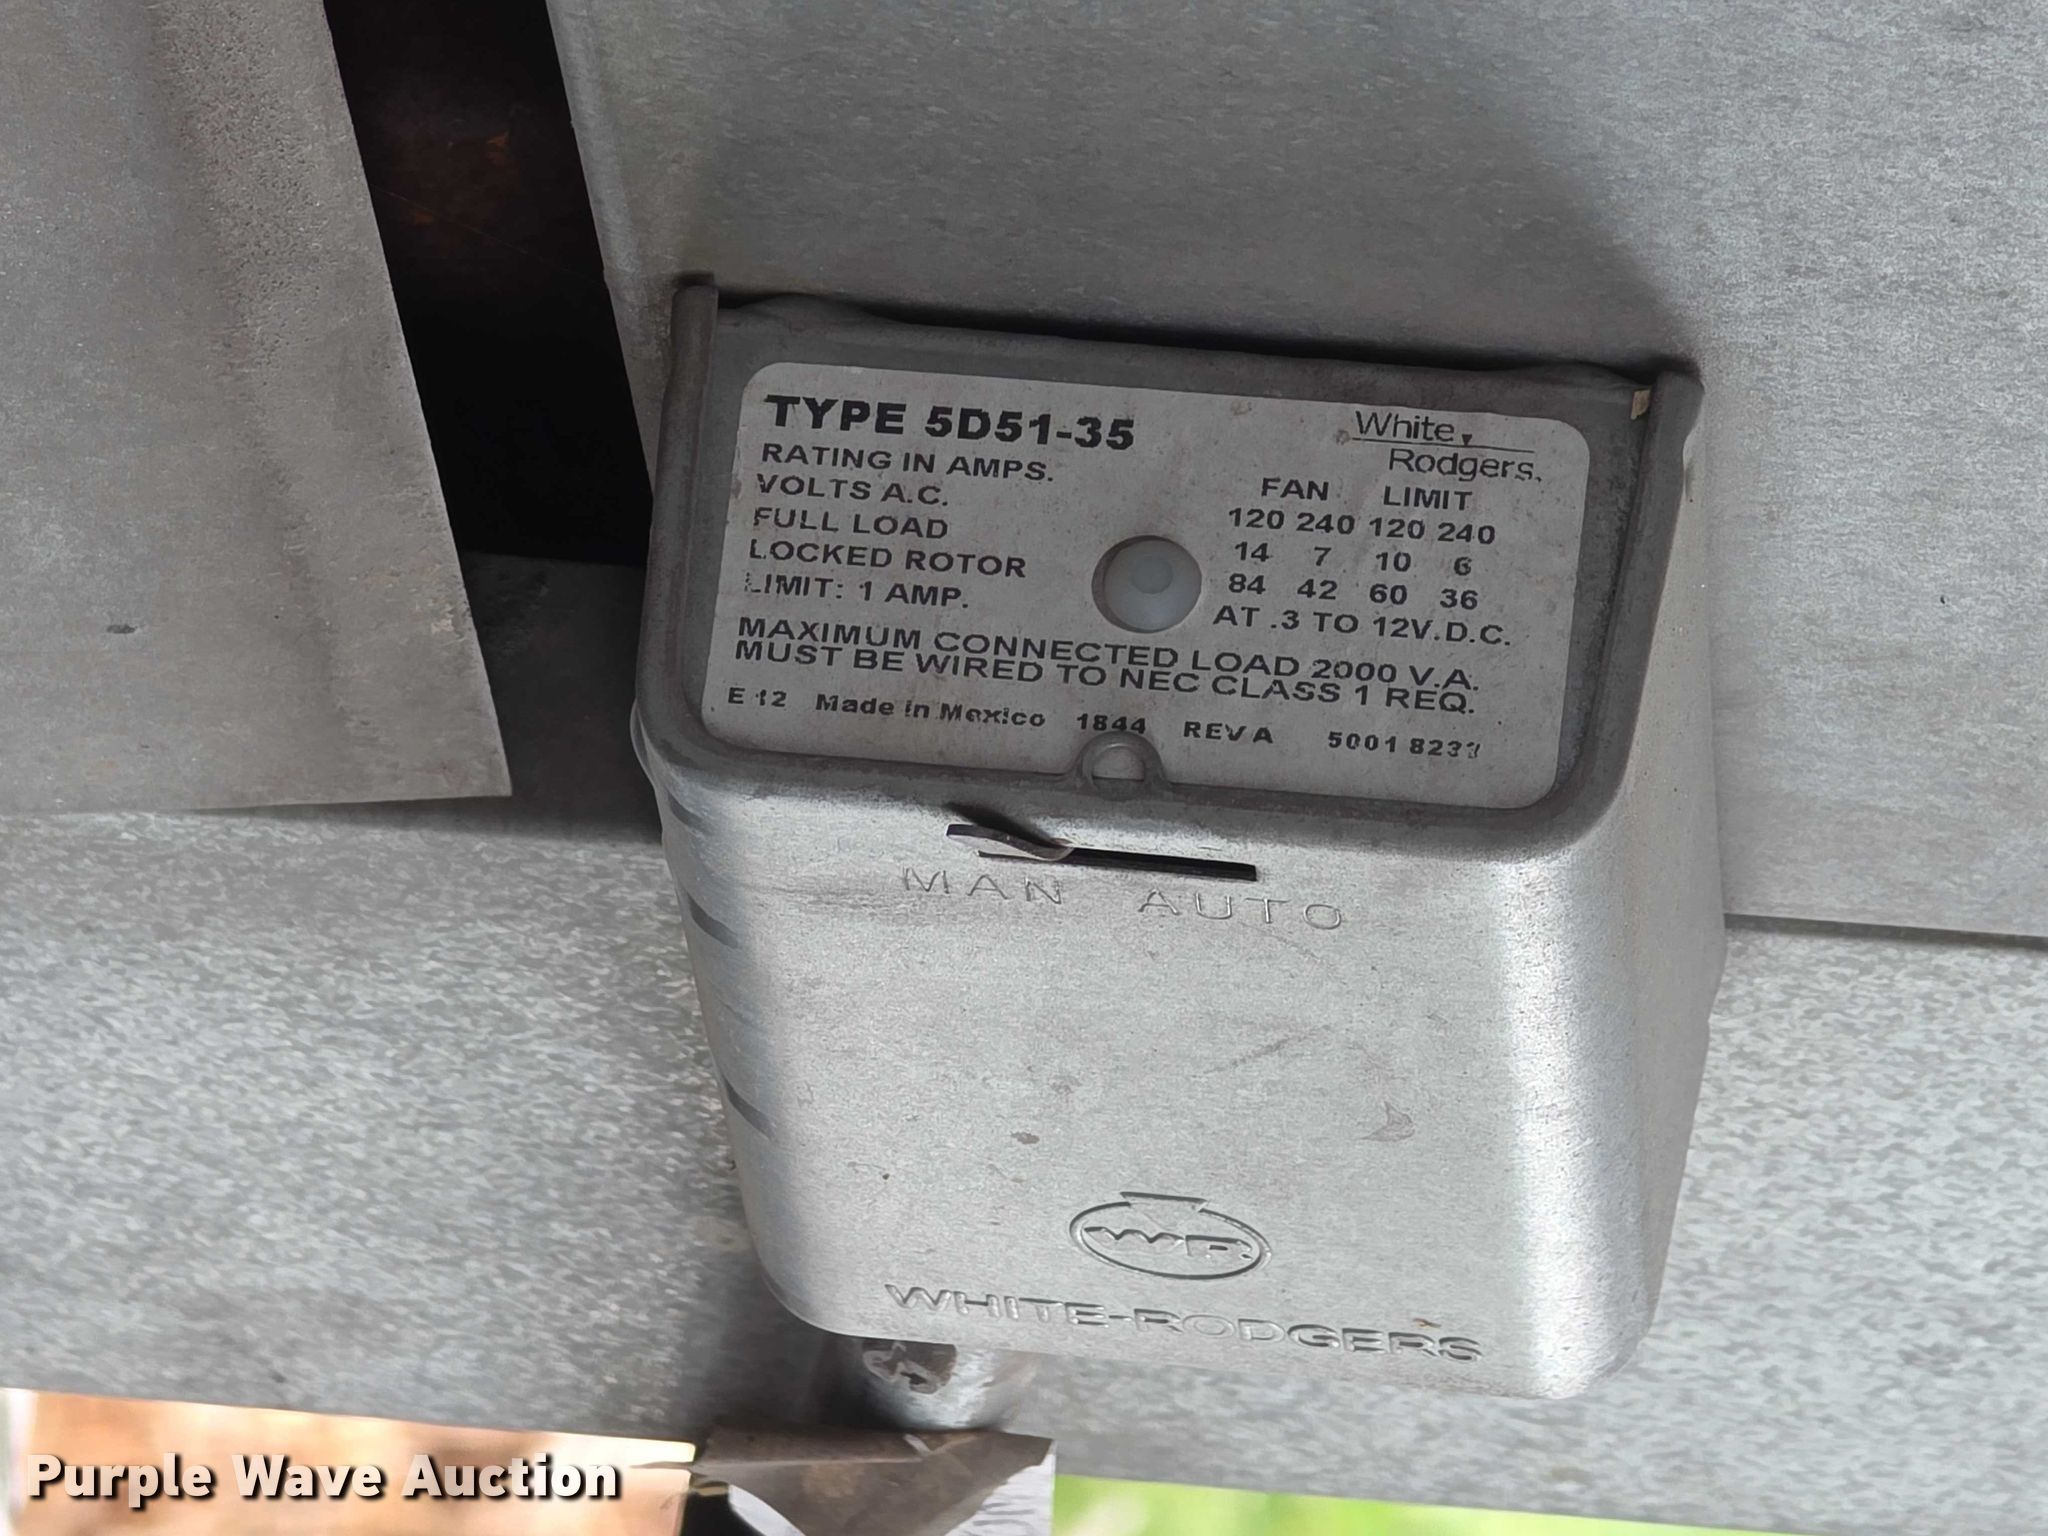 TYPE 5D51-35
White
Rodgers.
RATING IN AMPS. FAN LIMIT
VOLTS A.C. 120 240 120 240
FULL LOAD 14 7 10 6
LOCKED ROTOR 84 42 60 36
LIMIT: 1 AMP. AT .3 TO 12V.D.C.
MAXIMUM CONNECTED LOAD 2000 V.A.
MUST BE WIRED TO NEC CLASS 1 REQ.
E 12 Made in Mexico 1844 REV A 5001
MAN AUTO
WR
WHITE-RODGERS
Purple Wave Auction